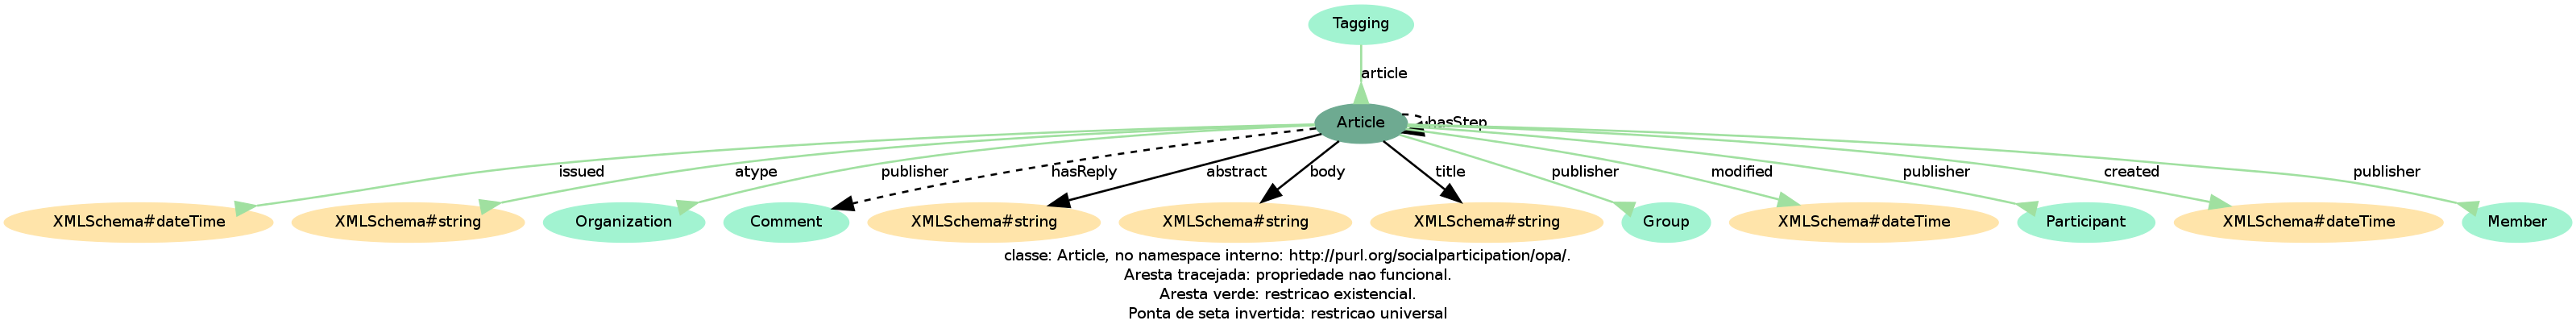 Tagging
article
Article
hasStep
issued
atype
publisher
hasReply
abstract
body
title
publisher
modified
publisher
created
publisher
XMLSchema#dateTime
XMLSchema#string
Organization
Comment
XMLSchema#string
XMLSchema#string
XMLSchema#string
Group
XMLSchema#dateTime
Participant
XMLSchema#dateTime
Member
classe: Article, no namespace interno: http://purl.org/socialparticipation/opa/.
Aresta tracejada: propriedade nao funcional.
Aresta verde: restricao existencial.
Ponta de seta invertida: restricao universal